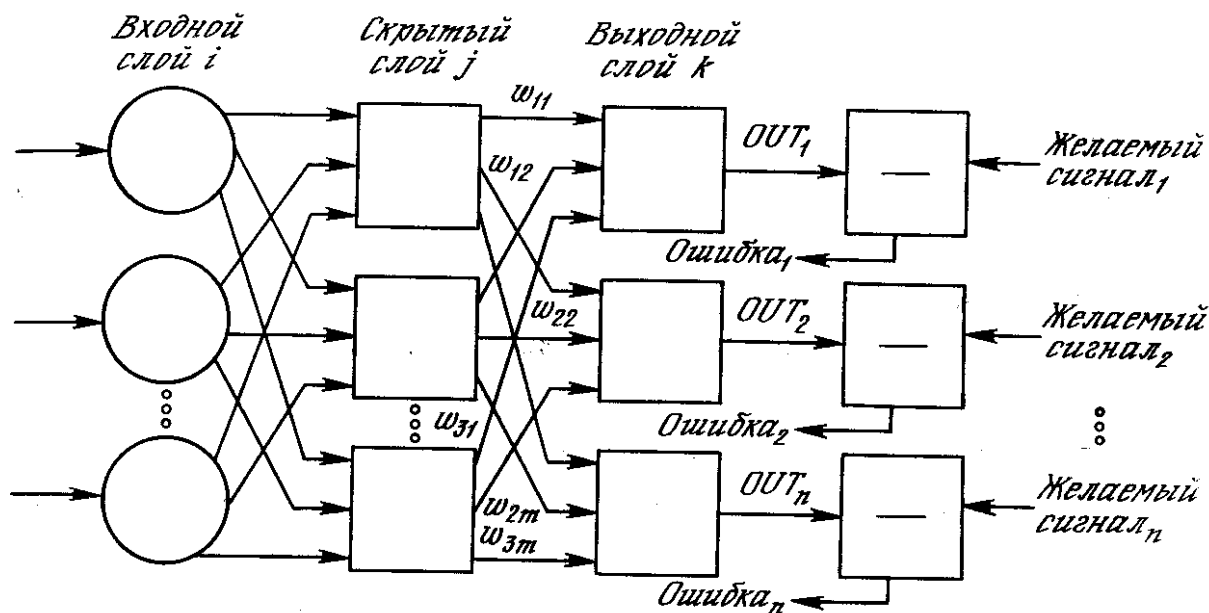 Входной
слой i
Скрытый
слой j
Выходной
слой k
w₁₁
w₁₂
OUT₁
Желаемый
сигнал₁
Ошибка₁
w₂₂
OUT₂
Желаемый
сигнал₂
w₃₁
Ошибка₂
w₂ₘ
w₃ₘ
OUTₙ
Желаемый
сигналₙ
Ошибкаₙ